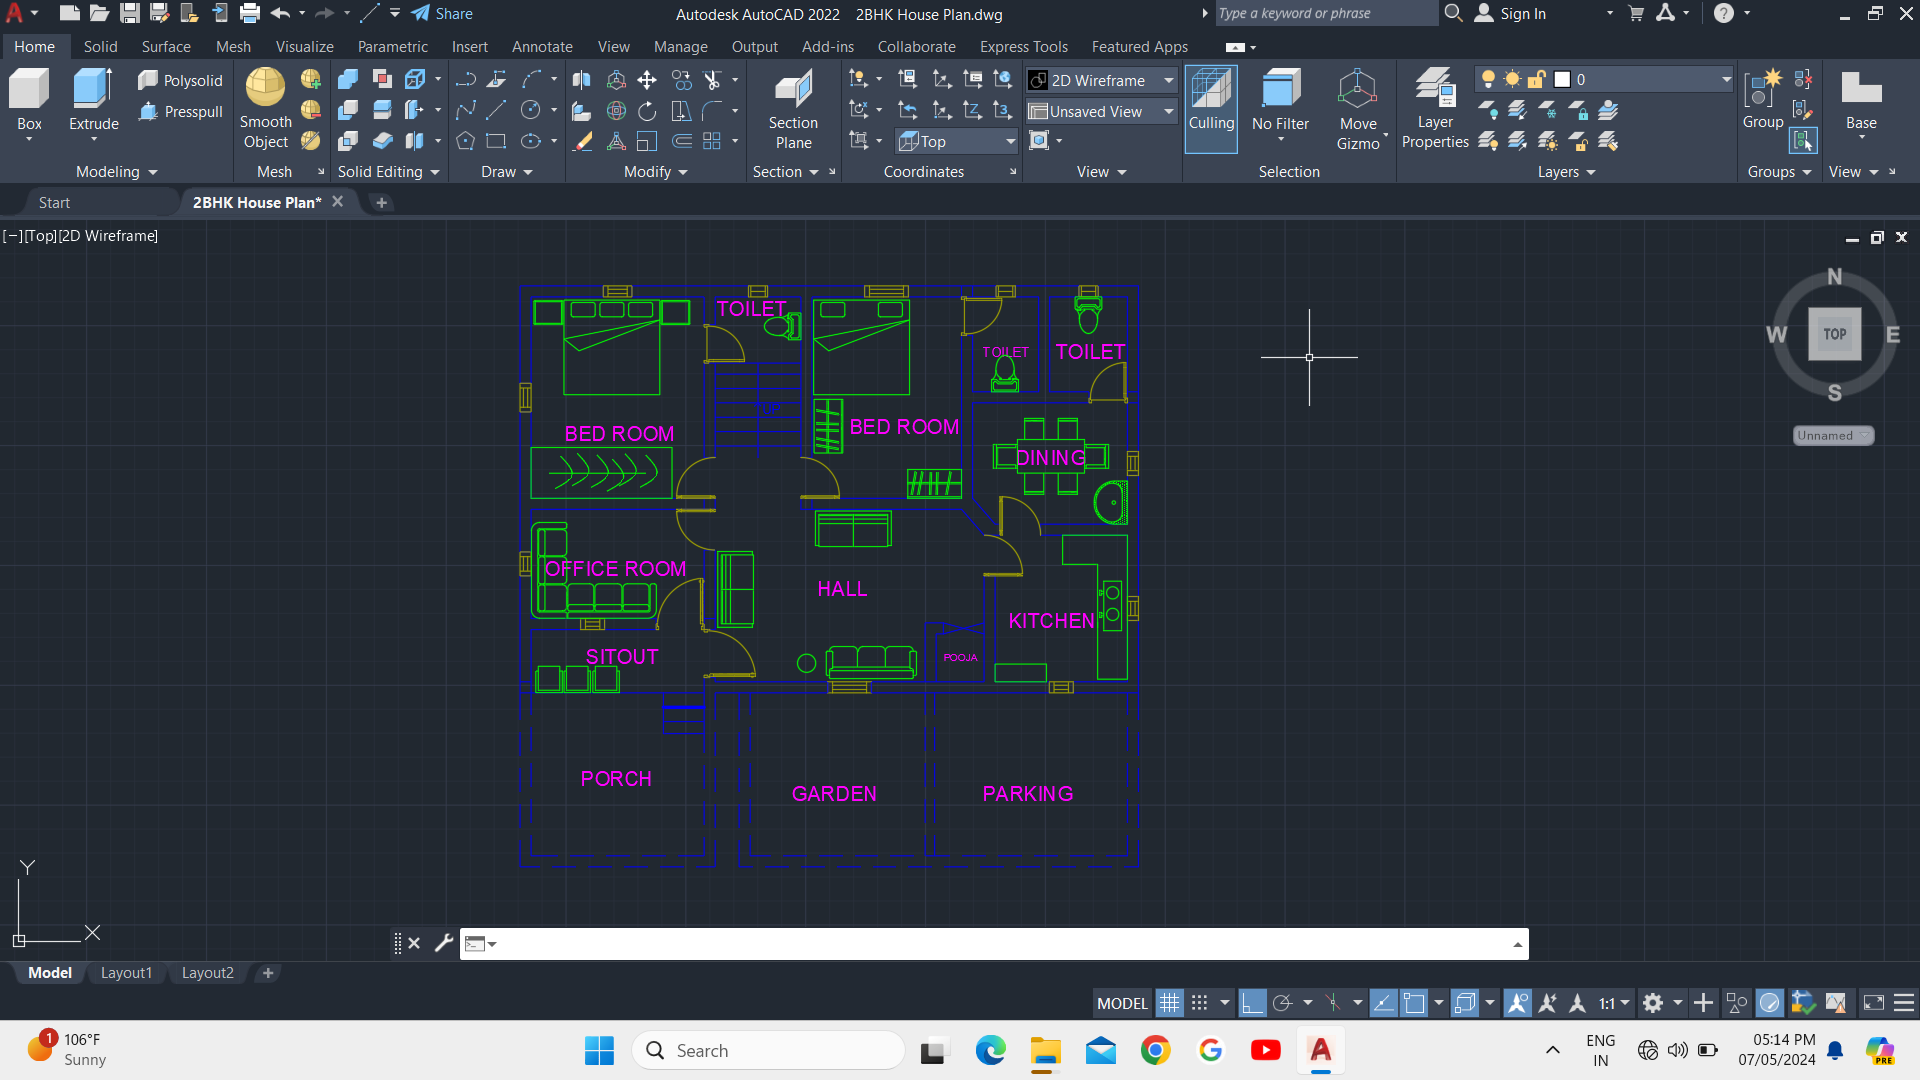 Share
Autodesk AutoCAD 2022 2BHK House Plan.dwg
Type a keyword or phrase
Sign In
Home Solid Surface Mesh Visualize Parametric Insert Annotate View Manage Output Add-ins Collaborate Express Tools Featured Apps
Box
Extrude
Polysolid
Presspull
Smooth
Object
Section
Plane
Top
2D Wireframe
Unsaved View
Culling
No Filter
Move
Gizmo
Layer
Properties
0
Group
Base
Modeling
Mesh
Solid Editing
Draw
Modify
Section
Coordinates
View
Selection
Layers
Groups
View
Start
2BHK House Plan*
[−][Top][2D Wireframe]
N
W
TOP
E
S
Unnamed
TOILET
TOILET
TOILET
UP
BED ROOM
BED ROOM
DINING
OFFICE ROOM
HALL
KITCHEN
SITOUT
POOJA
PORCH
GARDEN
PARKING
Y
X
Model
Layout1
Layout2
MODEL
1:1
1
106°F
Sunny
Search
ENG
IN
05:14 PM
07/05/2024
PRE